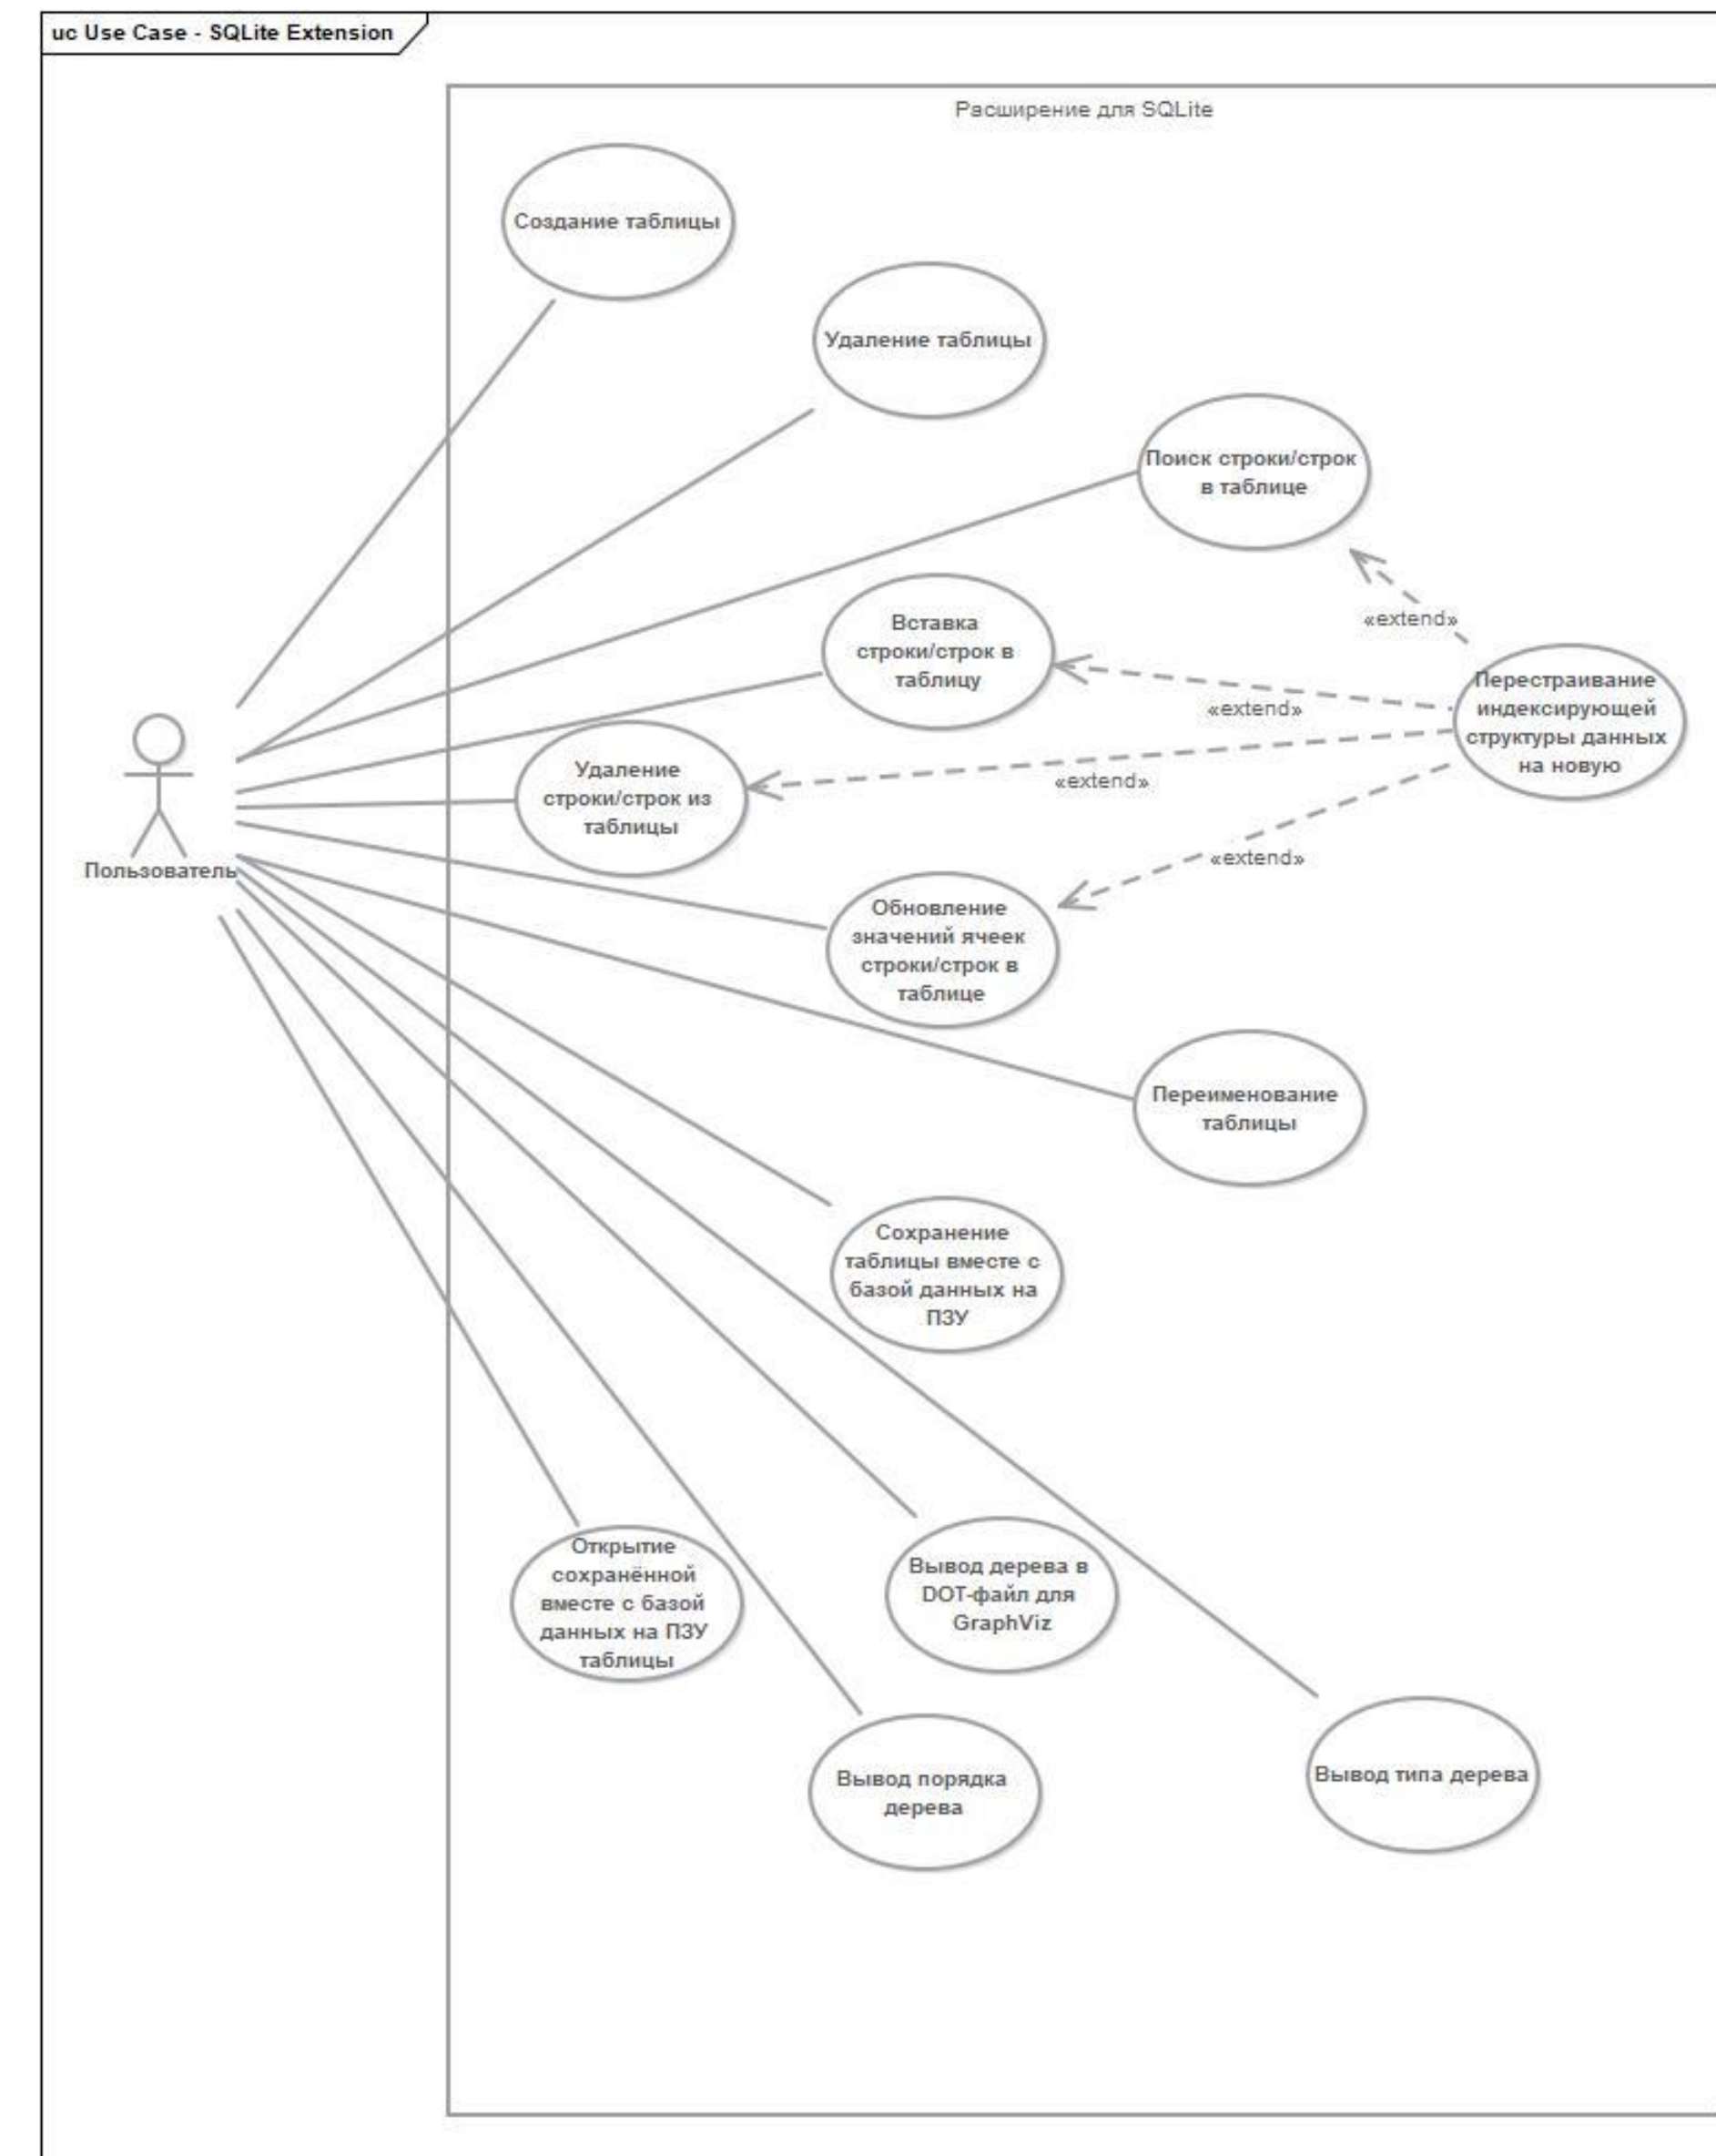 uc Use Case - SQLite Extension
Расширение для SQLite
Создание таблицы
Удаление таблицы
Поиск строки/строк
в таблице
«extend»
Вставка
строки/строк в
таблицу
«extend»
Перестраивание
индексирующей
структуры данных
на новую
Удаление
строки/строк из
таблицы
«extend»
Пользователь
«extend»
Обновление
значений ячеек
строки/строк в
таблице
Переименование
таблицы
Сохранение
таблицы вместе с
базой данных на
ПЗУ
Открытие
сохранённой
вместе с базой
данных на ПЗУ
таблицы
Вывод дерева в
DOT-файл для
GraphViz
Вывод порядка
дерева
Вывод типа дерева